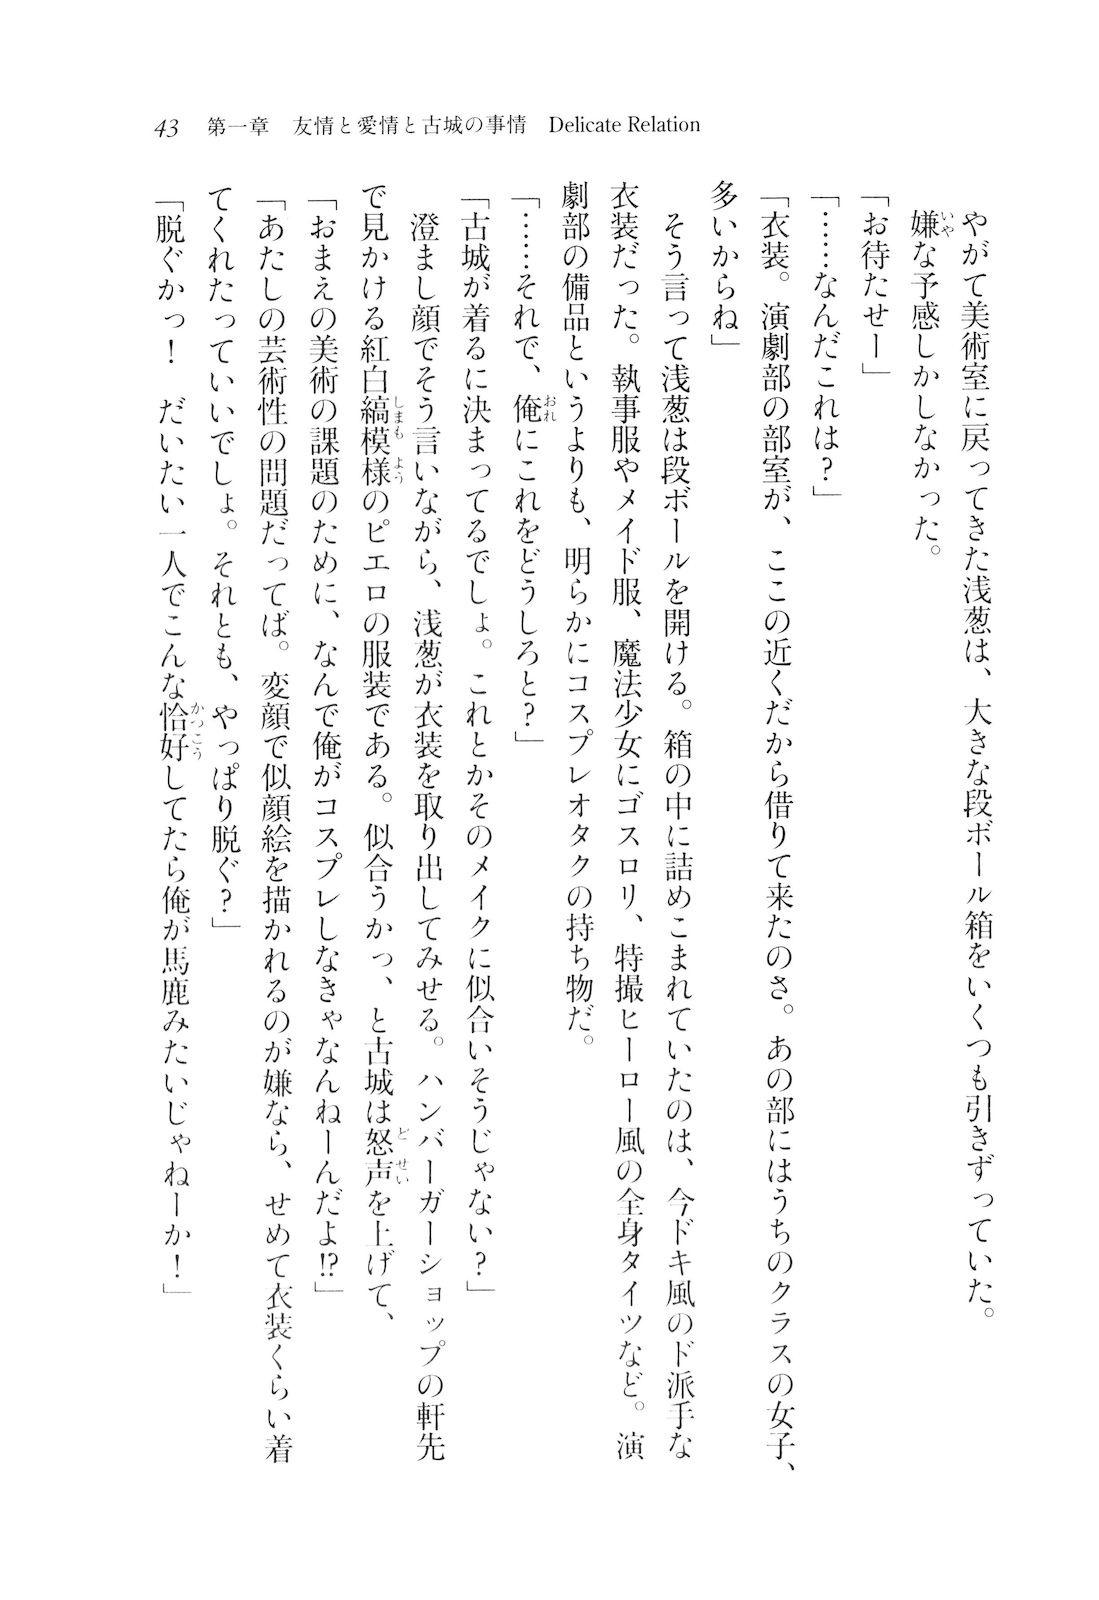 43　第一章　友情と愛情と古城の事情　Delicate Relation
　やがて美術室に戻ってきた浅葱は、大きな段ボール箱をいくつも引きずっていた。
　嫌な予感しかしなかった。
「お待たせー」
「……なんだこれは？」
「衣装。演劇部の部室が、ここの近くだから借りて来たのさ。あの部にはうちのクラスの女子、
多いからね」
　そう言って浅葱は段ボールを開ける。箱の中に詰めこまれていたのは、今ドキ風のド派手な
衣装だった。執事服やメイド服、魔法少女にゴスロリ、特撮ヒーロー風の全身タイツなど。演
劇部の備品というよりも、明らかにコスプレオタクの持ち物だ。
「……それで、俺にこれをどうしろと？」
「古城が着るに決まってるでしょ。これとかそのメイクに似合いそうじゃない？」
　澄まし顔でそう言いながら、浅葱が衣装を取り出してみせる。ハンバーガーショップの軒先
で見かける紅白縞模様のピエロの服装である。似合うかっ、と古城は怒声を上げて、
「おまえの美術の課題のために、なんで俺がコスプレしなきゃなんねーんだよ!?」
「あたしの芸術性の問題だってば。変顔で似顔絵を描かれるのが嫌なら、せめて衣装くらい着
てくれたっていいでしょ。それとも、やっぱり脱ぐ？」
「脱ぐかっ！　だいたい一人でこんな恰好してたら俺が馬鹿みたいじゃねーか！」